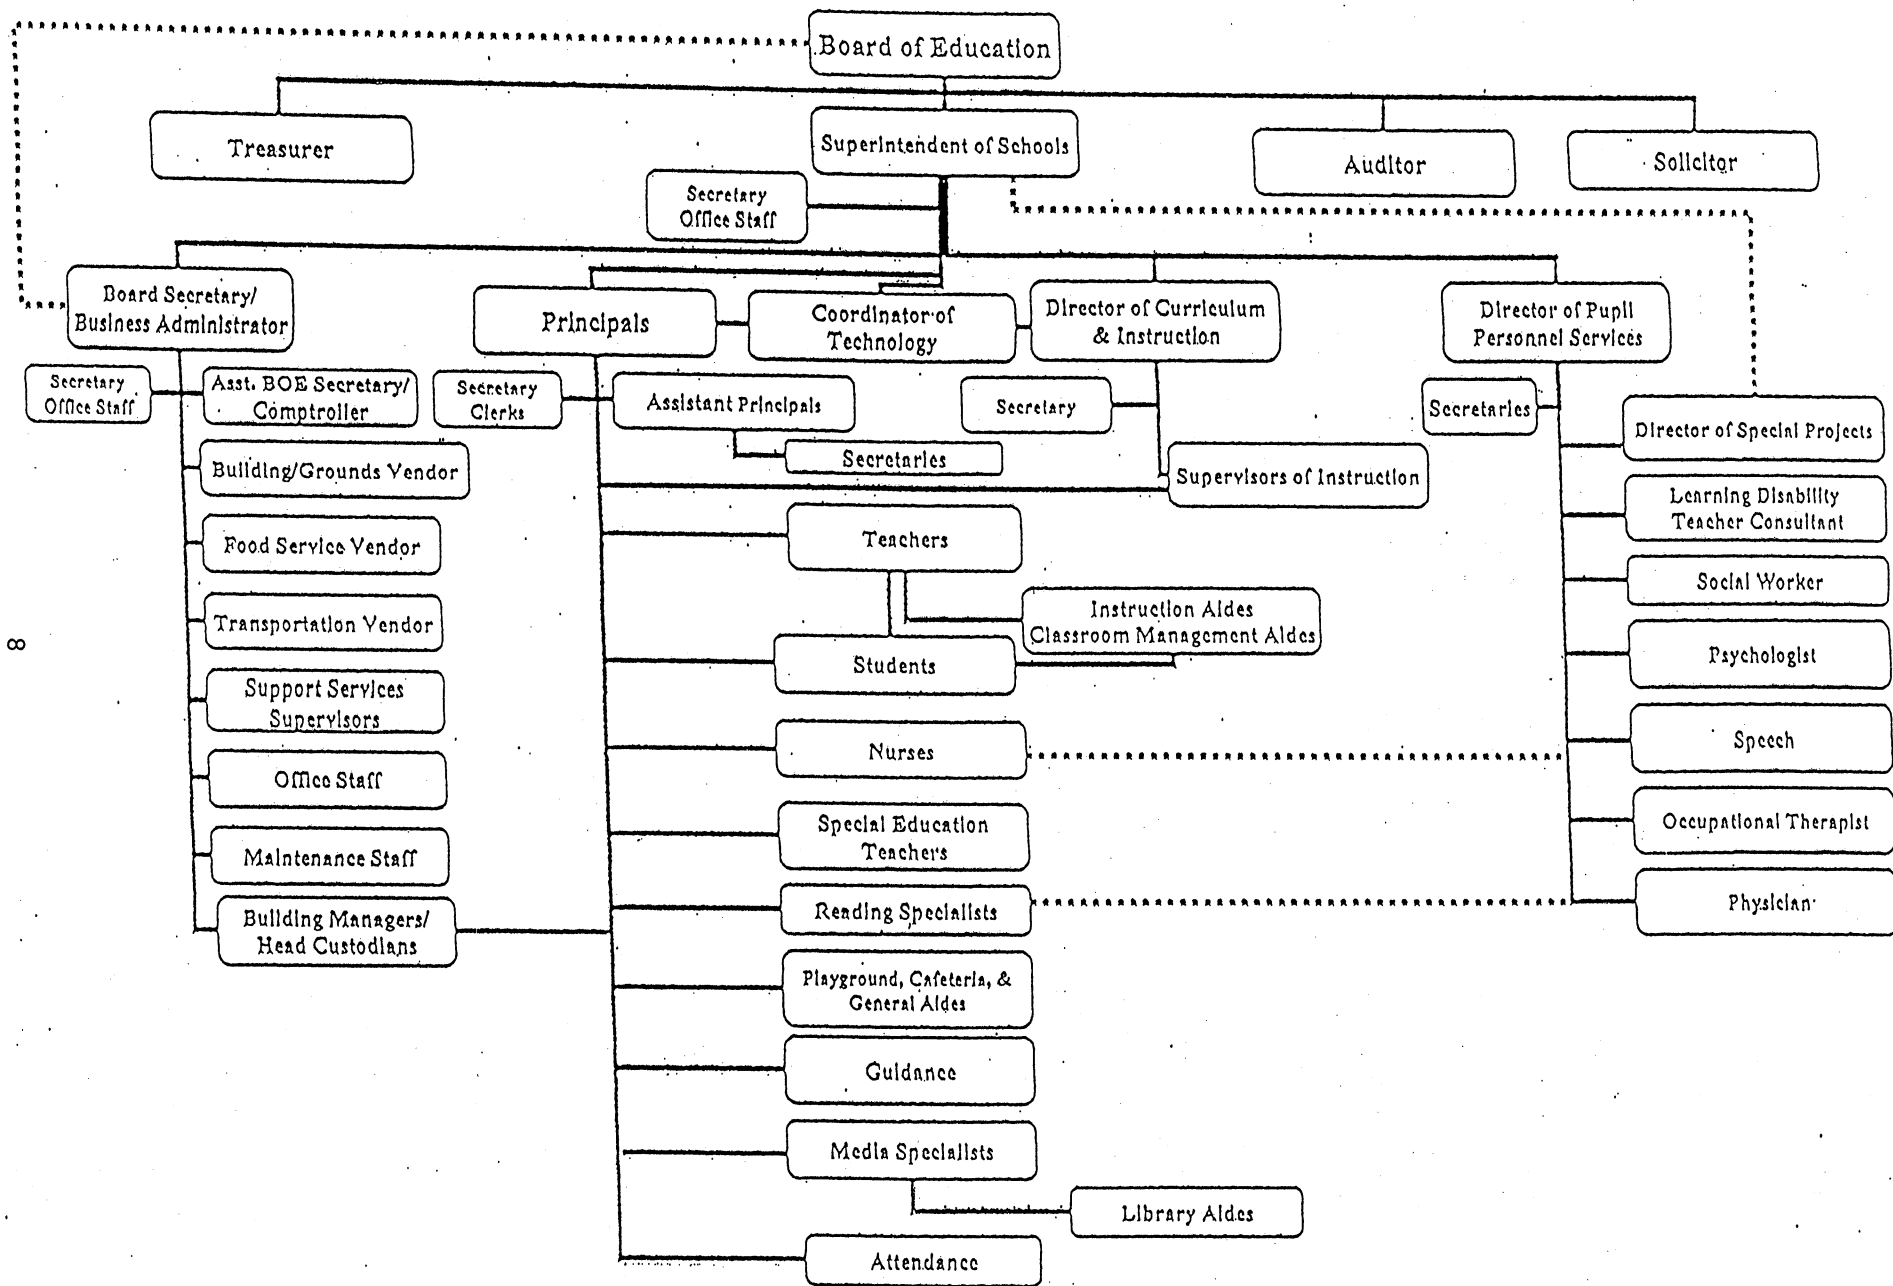 Board of Education
Treasurer
Superintendent of Schools
Auditor
Solicitor
Secretary
Office Staff
Board Secretary/
Business Administrator
Principals
Coordinator of
Technology
Director of Curriculum
& Instruction
Director of Pupil
Personnel Services
Secretary
Office Staff
Asst. BOE Secretary/
Comptroller
Secretary
Clerks
Assistant Principals
Secretary
Secretaries
Director of Special Projects
Secretaries
Supervisors of Instruction
Building/Grounds Vendor
Learning Disability
Teacher Consultant
Food Service Vendor
Teachers
Social Worker
Instruction Aides
Classroom Management Aides
Transportation Vendor
8
Students
Psychologist
Support Services
Supervisors
Nurses
Speech
Office Staff
Special Education
Teachers
Occupational Therapist
Maintenance Staff
Reading Specialists
Physician
Building Managers/
Head Custodians
Playground, Cafeteria, &
General Aides
Guidance
Media Specialists
Library Aides
Attendance